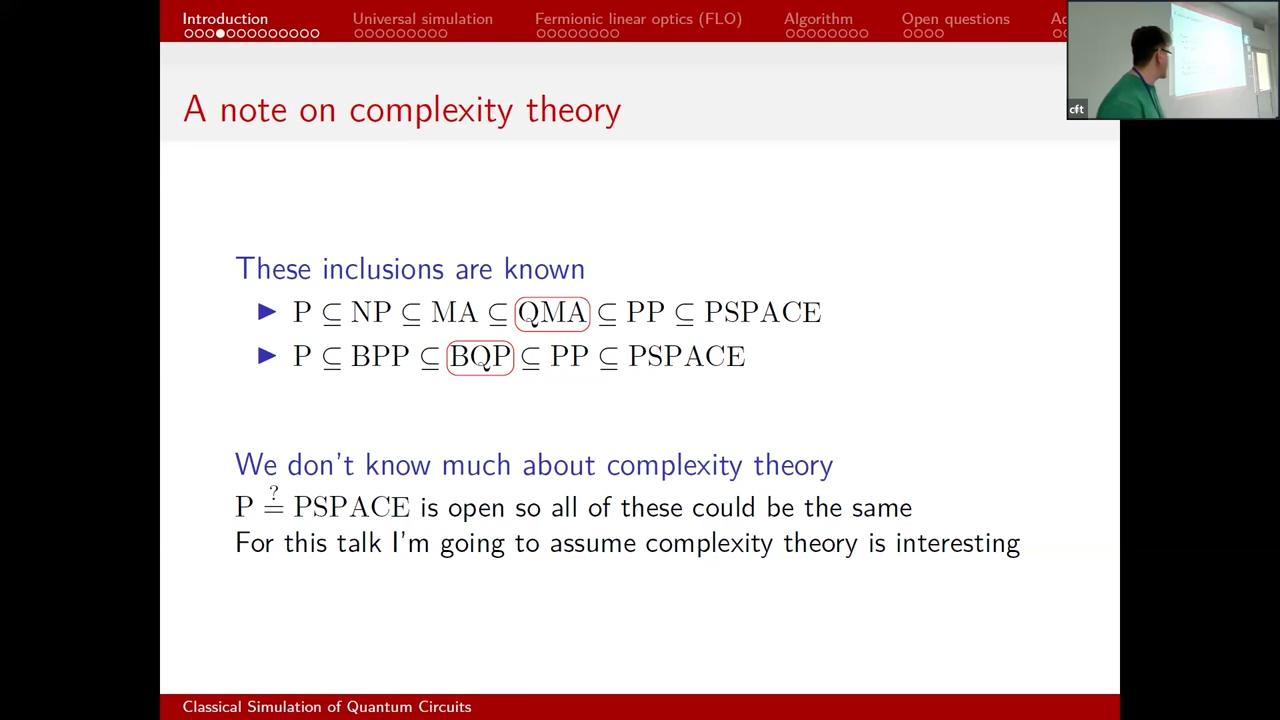 Introduction
Universal simulation
Fermionic linear optics (FLO)
Algorithm
Open questions
cft
A note on complexity theory
These inclusions are known
▶ P ⊆ NP ⊆ MA ⊆ QMA ⊆ PP ⊆ PSPACE
▶ P ⊆ BPP ⊆ BQP ⊆ PP ⊆ PSPACE
We don't know much about complexity theory
P ≟ PSPACE is open so all of these could be the same
For this talk I'm going to assume complexity theory is interesting
Classical Simulation of Quantum Circuits